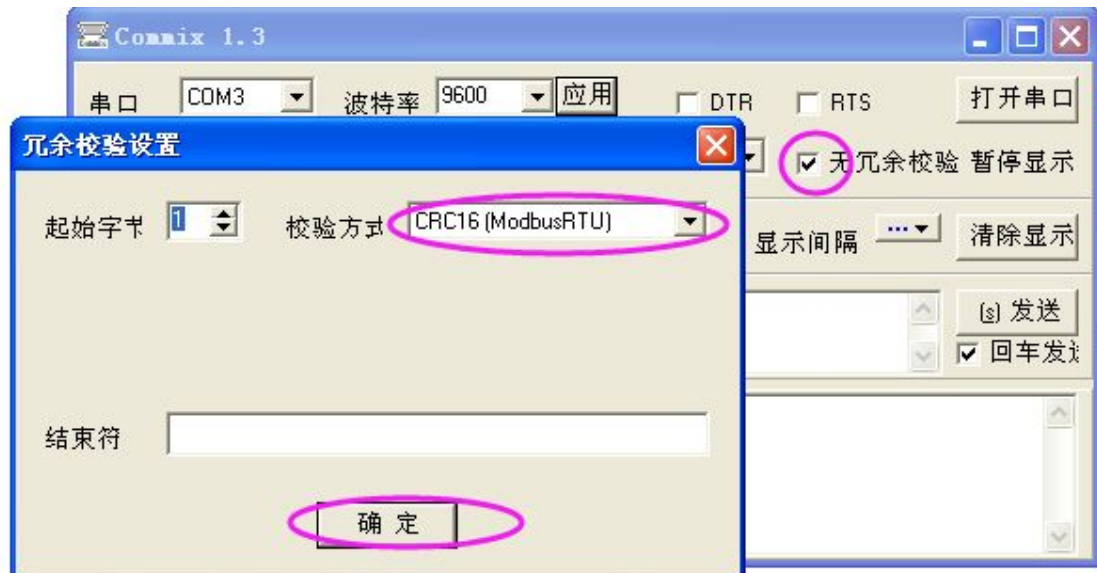 Commix 1.3
串口 COM3 波特率 9600 应用 DTR RTS 打开串口
无冗余校验 暂停显示
显示间隔 ... 清除显示
(s) 发送
回车发送
冗余校验设置
起始字节 1 校验方式 CRC16 (ModbusRTU)
结束符
确 定